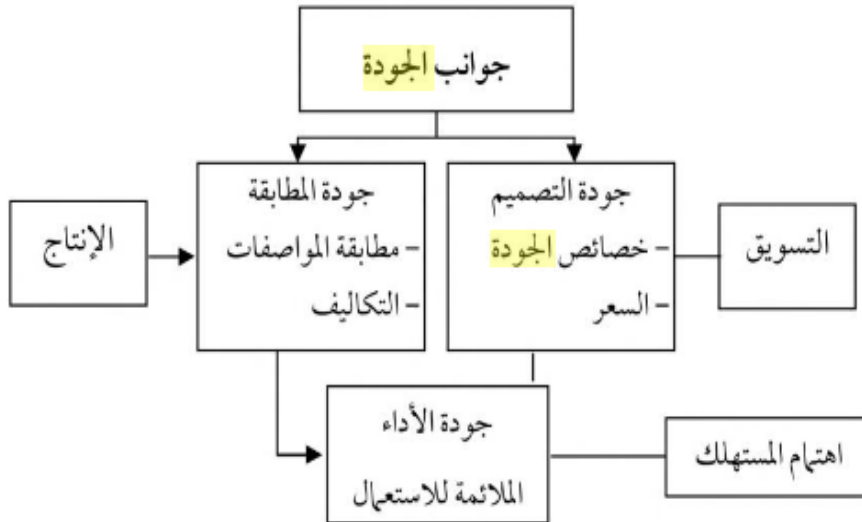 جوانب الجودة
جودة التصميم
- خصائص الجودة
- السعر
جودة المطابقة
- مطابقة المواصفات
- التكاليف
التسويق
الإنتاج
جودة الأداء
الملائمة للاستعمال
اهتمام المستهلك